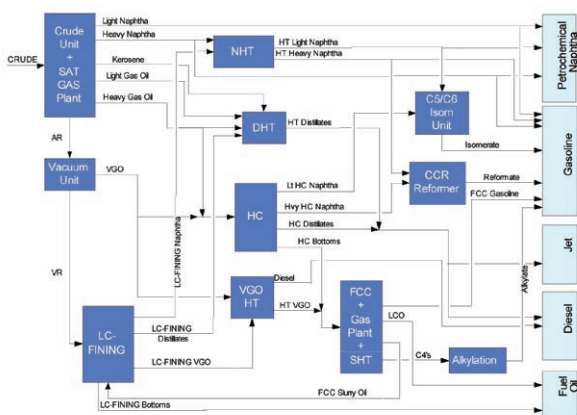 Light Naphtha
Heavy Naphtha
Crude
Unit
+
SAT
GAS
Plant
CRUDE
Kerosene
Light Gas Oil
Heavy Gas Oil
NHT
HT Light Naphtha
HT Heavy Naphtha
Petrochemical
Naphtha
DHT
HT Distilates
C5/C6
Isom
Unit
Isomerate
Gasoline
AR
Vacuum
Unit
VGO
LC-FINING Naphtha
HC
Lt HC Naphtha
Hvy HC Naphtha
HC Distilates
HC Bottoms
CCR
Reformer
Reformate
FCC Gasoline
Alkylate
Jet
VR
VGO
HT
Diesel
HT VGO
FCC
+
Gas
Plant
+
SHT
LCO
C4's
Alkylation
Diesel
LC-
FINING
LC-FINING
Distilates
LC-FINING VGO
FCC Slurry Oil
LC-FINING Bottoms
Fuel
Oil